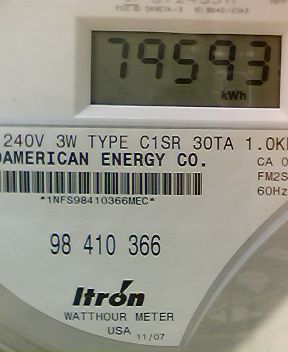 79593
kWh
240V 3W TYPE C1SR 30TA
AMERICAN ENERGY CO. CA
FM2S
60Hz
*1NFS98410366MEC*
98 410 366
Itron
WATTHOUR METER
USA 11/07